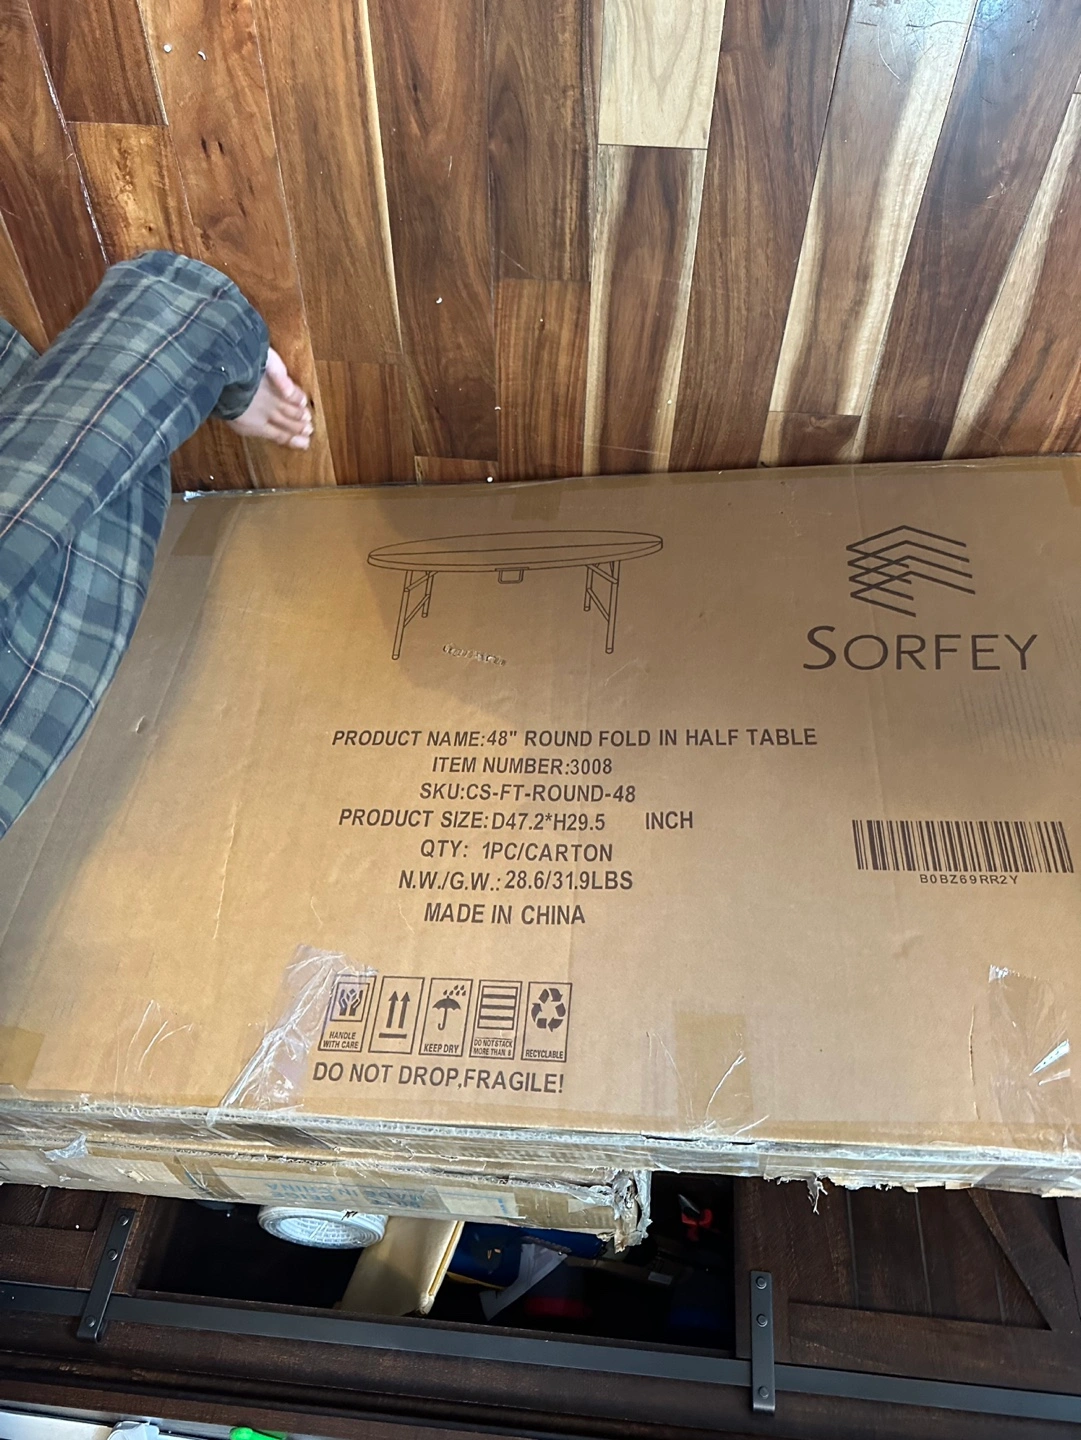 SORFEY
PRODUCT NAME:48" ROUND FOLD IN HALF TABLE
ITEM NUMBER:3008
SKU:CS-FT-ROUND-48
PRODUCT SIZE:D47.2*H29.5 INCH
QTY: 1PC/CARTON
N.W./G.W.: 28.6/31.9LBS
MADE IN CHINA
B0BZ69RR2Y
HANDLE WITH CARE
KEEP DRY
DO NOT STACK MORE THAN 8
RECYCLABLE
DO NOT DROP,FRAGILE!